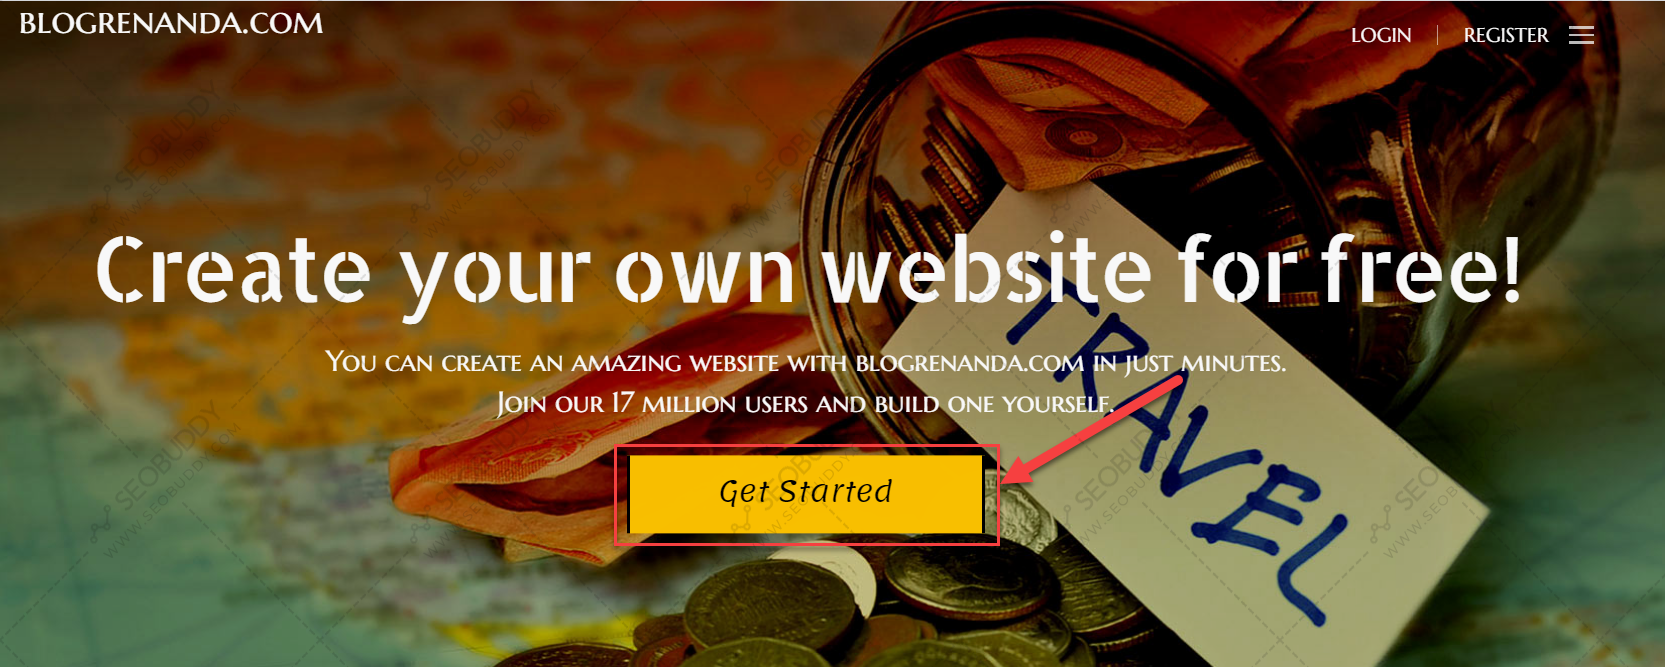 BLOGRENANDA.COM
LOGIN
REGISTER
Create your own website for free!
You can create an amazing website with blogrenanda.com in just minutes.
Join our 17 million users and build one yourself.
Get Started
TRAVEL
SEOBUDDY
WWW.SEOBUDDY.COM